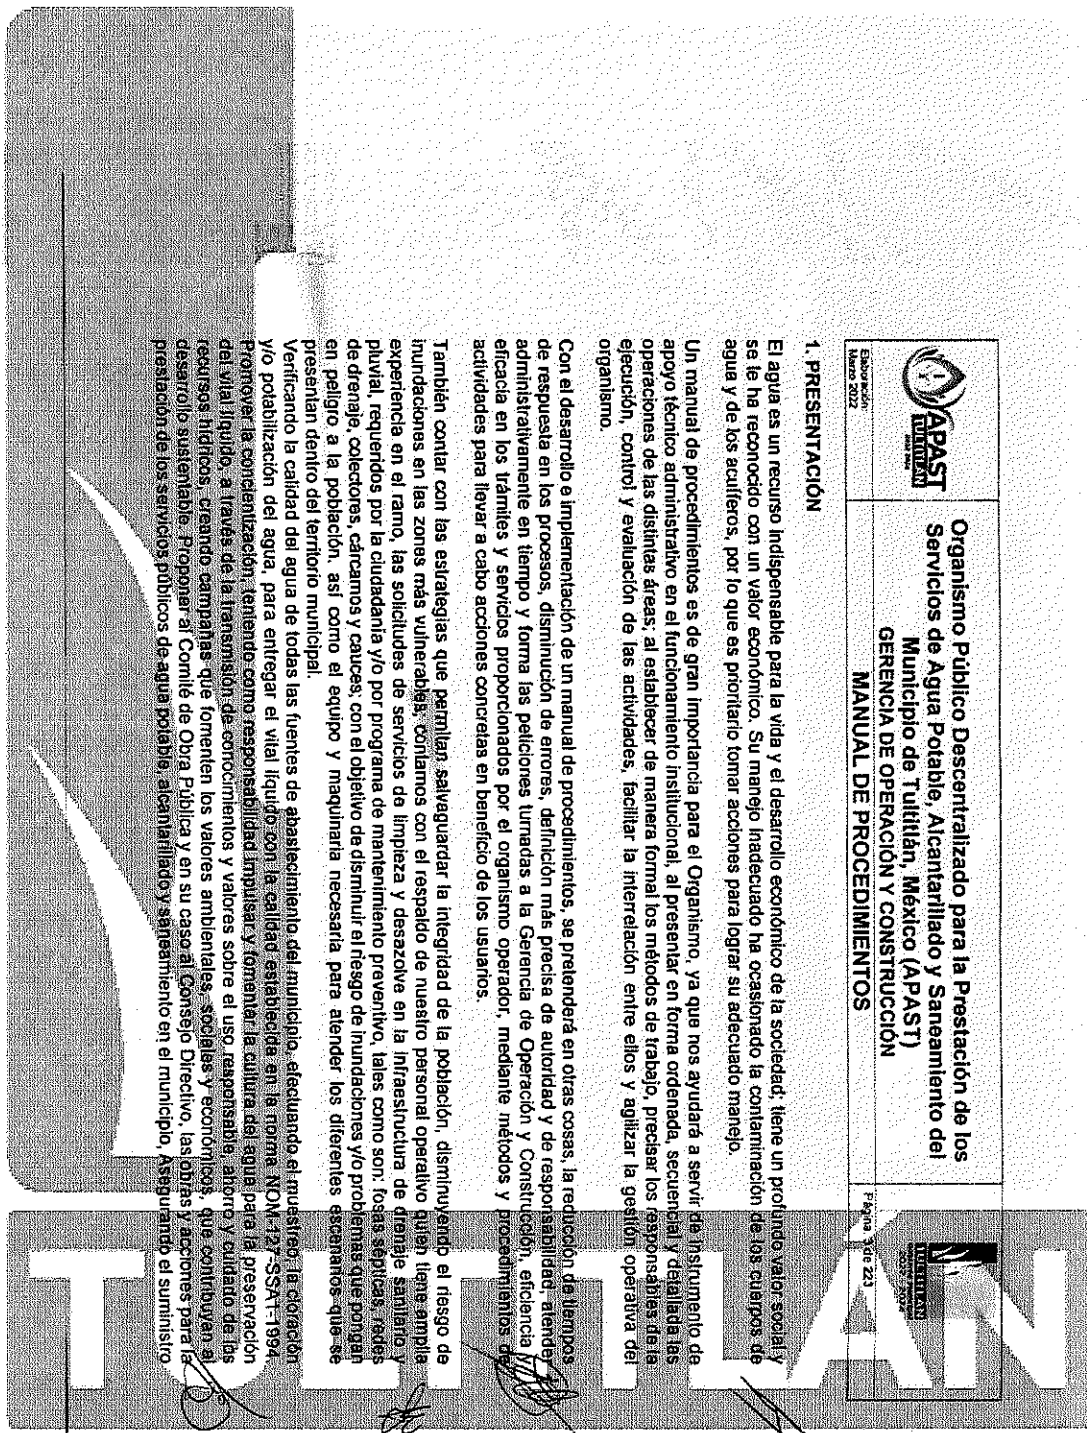 APAST
TULTITLÁN
Elaboración:
Marzo 2022
Organismo Público Descentralizado para la Prestación de los
Servicios de Agua Potable, Alcantarillado y Saneamiento del
Municipio de Tultitlán, México (APAST)
GERENCIA DE OPERACIÓN Y CONSTRUCCIÓN
MANUAL DE PROCEDIMIENTOS
TULTITLÁN
Página 3 de 223
1. PRESENTACIÓN
El agua es un recurso indispensable para la vida y el desarrollo económico de la sociedad; tiene un profundo valor social y
se le ha reconocido con un valor económico. Su manejo inadecuado ha ocasionado la contaminación de los cuerpos de
agua y de los acuíferos, por lo que es prioritario tomar acciones para lograr su adecuado manejo.
Un manual de procedimientos es de gran importancia para el Organismo, ya que nos ayudará a servir de instrumento de
apoyo técnico administrativo en el funcionamiento institucional, al presentar en forma ordenada, secuencial y detallada las
operaciones de las distintas áreas; al establecer de manera formal los métodos de trabajo, precisar los responsables de la
ejecución, control y evaluación de las actividades, facilitar la interrelación entre ellos y agilizar la gestión operativa del
organismo.
Con el desarrollo e implementación de un manual de procedimientos, se pretenderá en otras cosas, la reducción de tiempos
de respuesta en los procesos, disminución de errores, definición más precisa de autoridad y de responsabilidad, atender
administrativamente en tiempo y forma las peticiones turnadas a la Gerencia de Operación y Construcción, eficiencia y
eficacia en los trámites y servicios proporcionados por el organismo operador, mediante métodos y procedimientos de
actividades para llevar a cabo acciones concretas en beneficio de los usuarios.
También contar con las estrategias que permitan salvaguardar la integridad de la población, disminuyendo el riesgo de
inundaciones en las zonas más vulnerables; contamos con el respaldo de nuestro personal operativo quien tiene amplia
experiencia en el ramo, las solicitudes de servicios de limpieza y desazolve en la infraestructura de drenaje sanitario y
pluvial, requeridos por la ciudadanía y/o por programa de mantenimiento preventivo, tales como son: fosas sépticas, redes
de drenaje, colectores, cárcamos y cauces; con el objetivo de disminuir el riesgo de inundaciones y/o problemas que pongan
en peligro a la población. así como el equipo y maquinaria necesaria para atender los diferentes escenarios que se
presentan dentro del territorio municipal.
Verificando la calidad del agua de todas las fuentes de abastecimiento del municipio, efectuando el muestreo, la cloración
y/o potabilización del agua, para entregar el vital líquido con la calidad establecida en la norma NOM-127-SSA1-1994.
Promover la concientización, teniendo como responsabilidad impulsar y fomentar la cultura del agua para la preservación
del vital líquido, a través de la transmisión de conocimientos y valores sobre el uso responsable, ahorro y cuidado de los
recursos hídricos, creando campañas que fomenten los valores ambientales, sociales y económicos, que contribuyen al
desarrollo sustentable. Proponer al Comité de Obra Pública y en su caso al Consejo Directivo, las obras y acciones para la
prestación de los servicios públicos de agua potable, alcantarillado y saneamiento en el municipio, Asegurando el suministro
TULTITLÁN